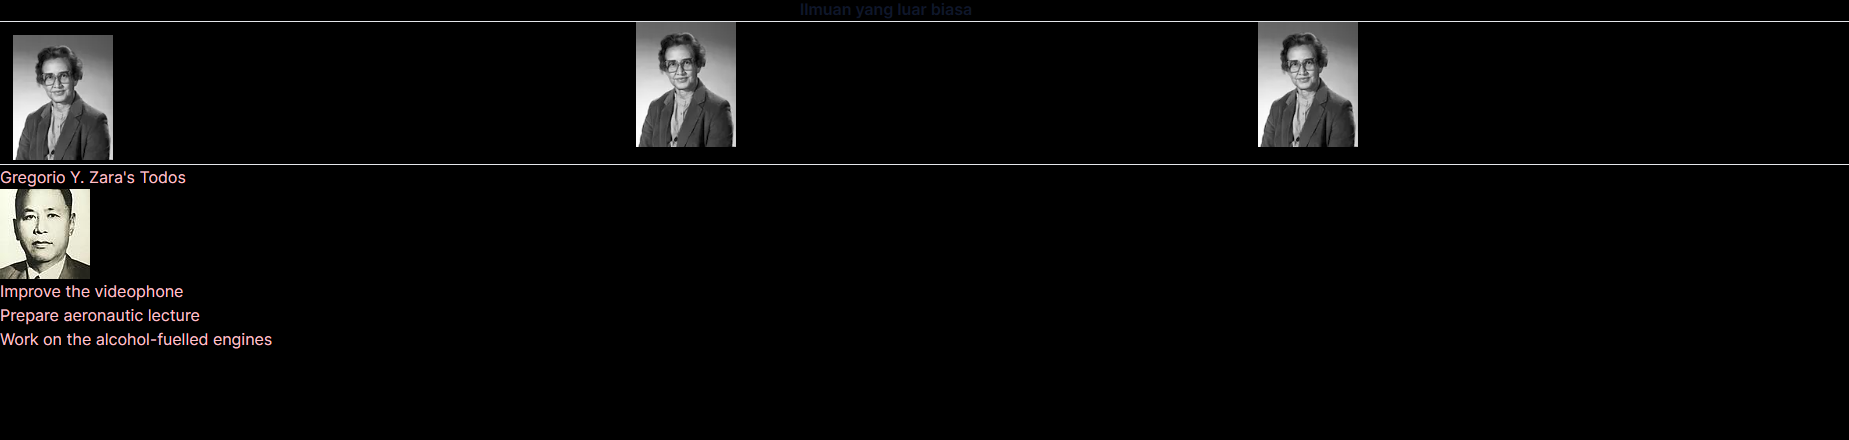 Ilmuan yang luar biasa
Gregorio Y. Zara's Todos
Improve the videophone
Prepare aeronautic lecture
Work on the alcohol-fuelled engines